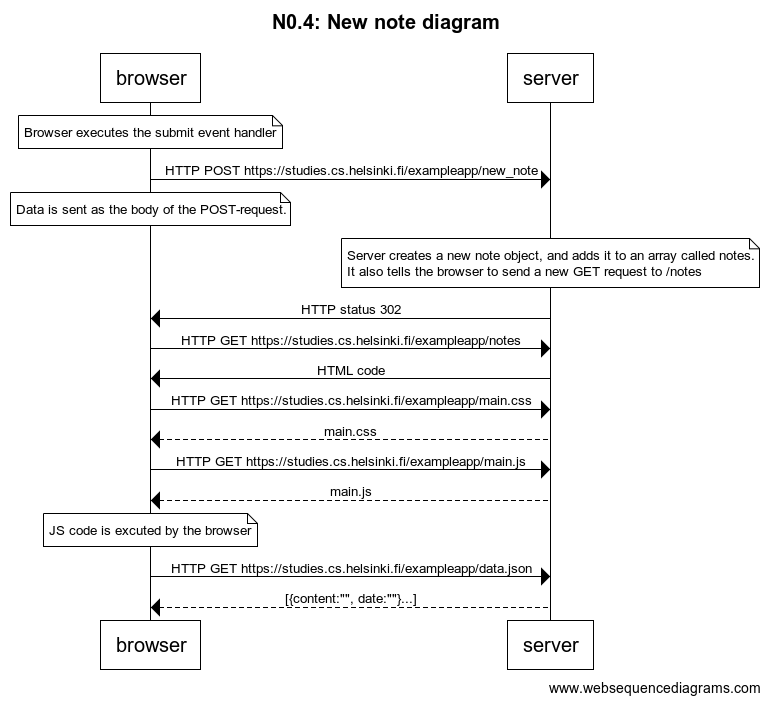 N0.4: New note diagram
browser
server
Browser executes the submit event handler
HTTP POST https://studies.cs.helsinki.fi/exampleapp/new_note
Data is sent as the body of the POST-request.
Server creates a new note object, and adds it to an array called notes.
It also tells the browser to send a new GET request to /notes
HTTP status 302
HTTP GET https://studies.cs.helsinki.fi/exampleapp/notes
HTML code
HTTP GET https://studies.cs.helsinki.fi/exampleapp/main.css
main.css
HTTP GET https://studies.cs.helsinki.fi/exampleapp/main.js
main.js
JS code is excuted by the browser
HTTP GET https://studies.cs.helsinki.fi/exampleapp/data.json
[{content:"", date:""}...]
browser
server
www.websequencediagrams.com